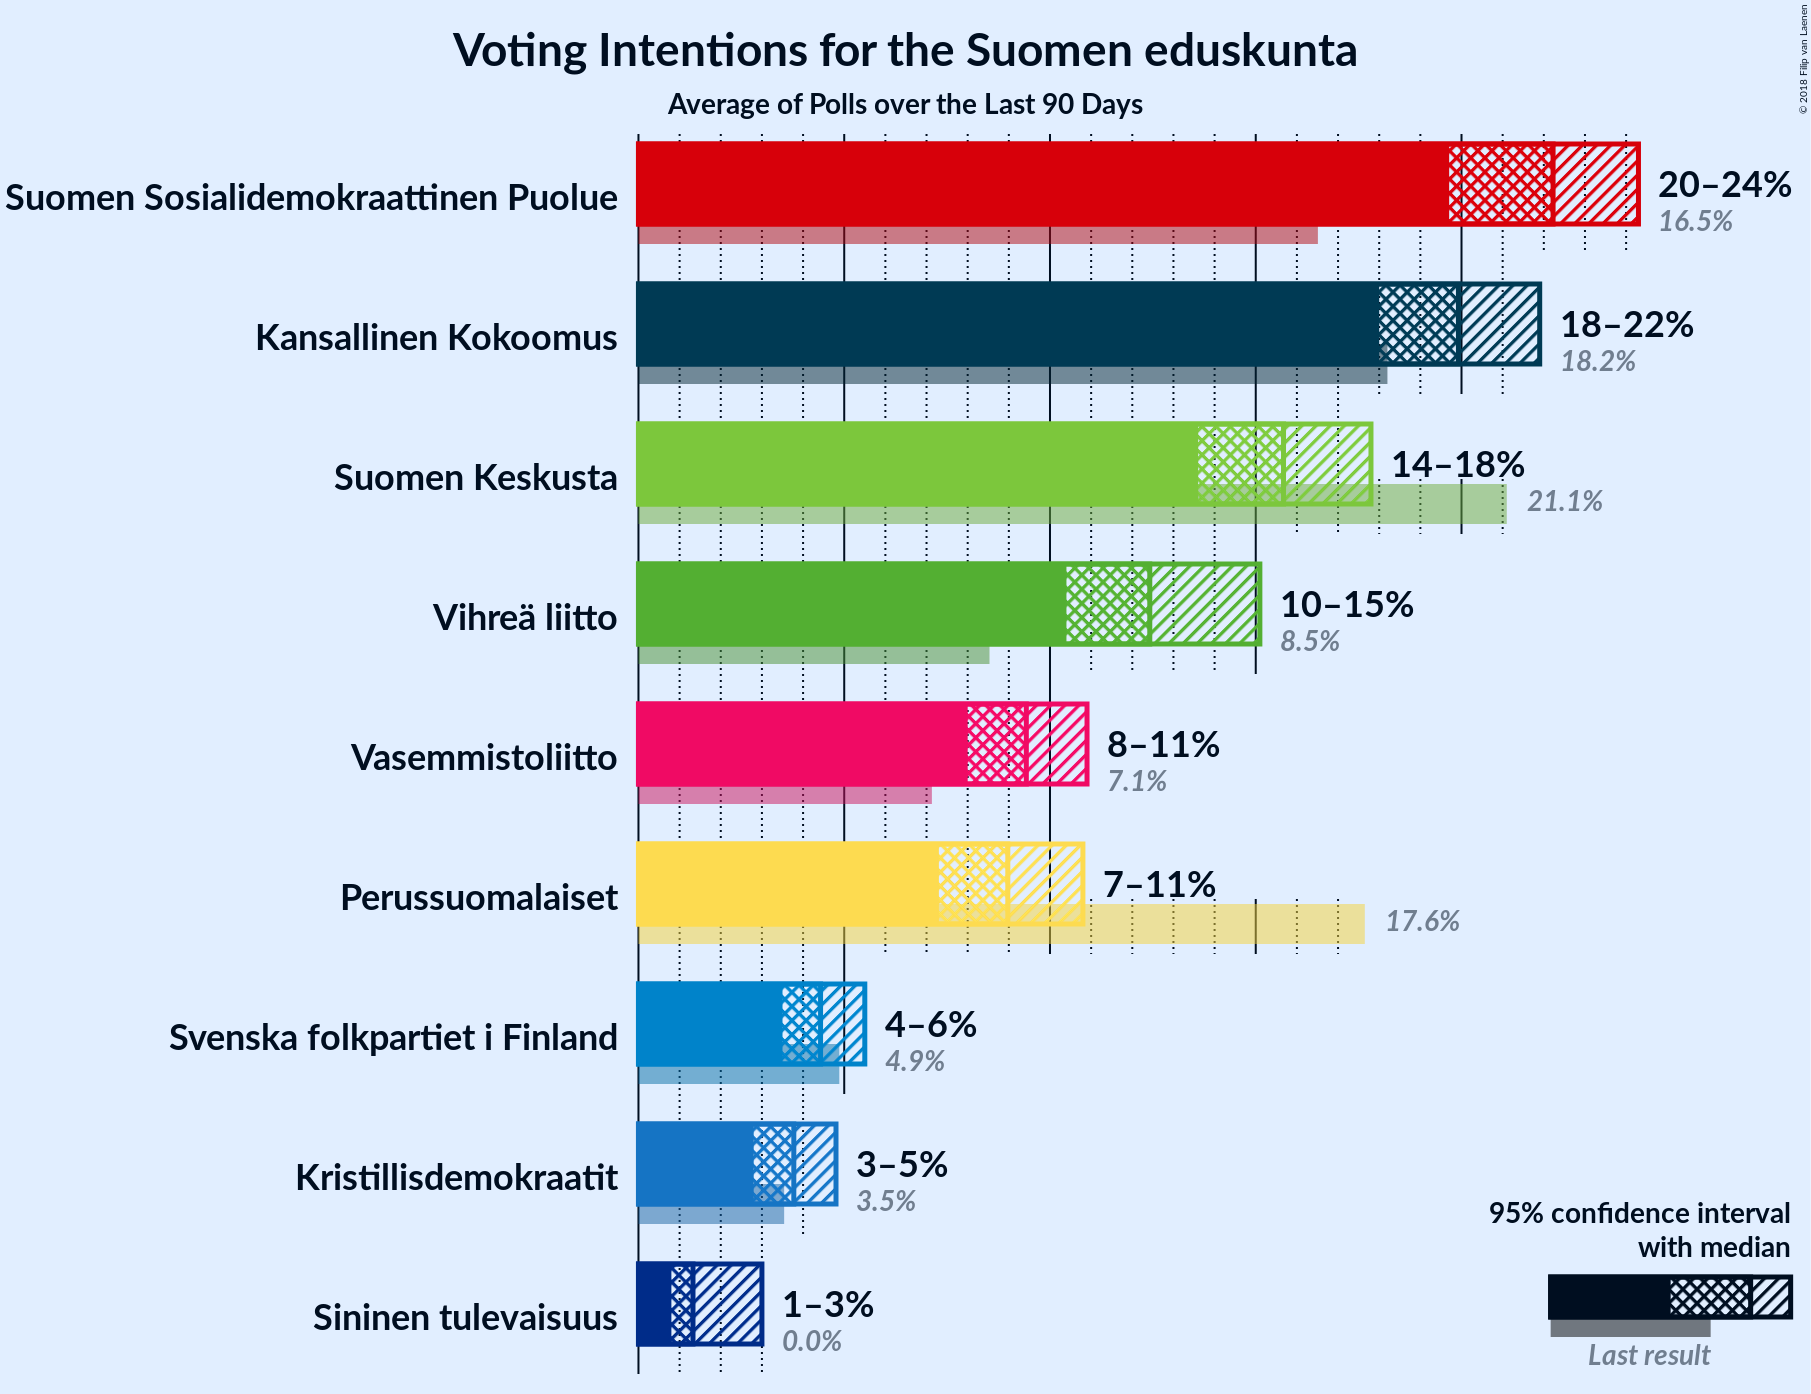 Voting Intentions for the Suomen eduskunta
Average of Polls over the Last 90 Days
© 2018 Filip van Laenen
Suomen Sosialidemokraattinen Puolue
20–24%
16.5%
Kansallinen Kokoomus
18–22%
18.2%
Suomen Keskusta
14–18%
21.1%
Vihreä liitto
10–15%
8.5%
Vasemmistoliitto
8–11%
7.1%
Perussuomalaiset
7–11%
17.6%
Svenska folkpartiet i Finland
4–6%
4.9%
Kristillisdemokraatit
3–5%
3.5%
Sininen tulevaisuus
1–3%
0.0%
95% confidence interval
with median
Last result